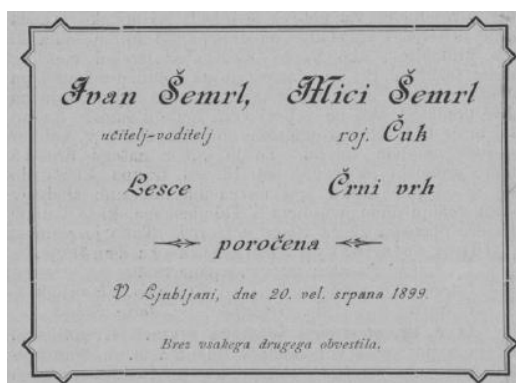 Ivan Šemrl, Mici Šemrl
učitelj-voditelj roj. Čuk
Lesce Črni vrh
poročena
V Ljubljani, dne 20. vel. srpana 1899.
Brez vsakega drugega obvestila.